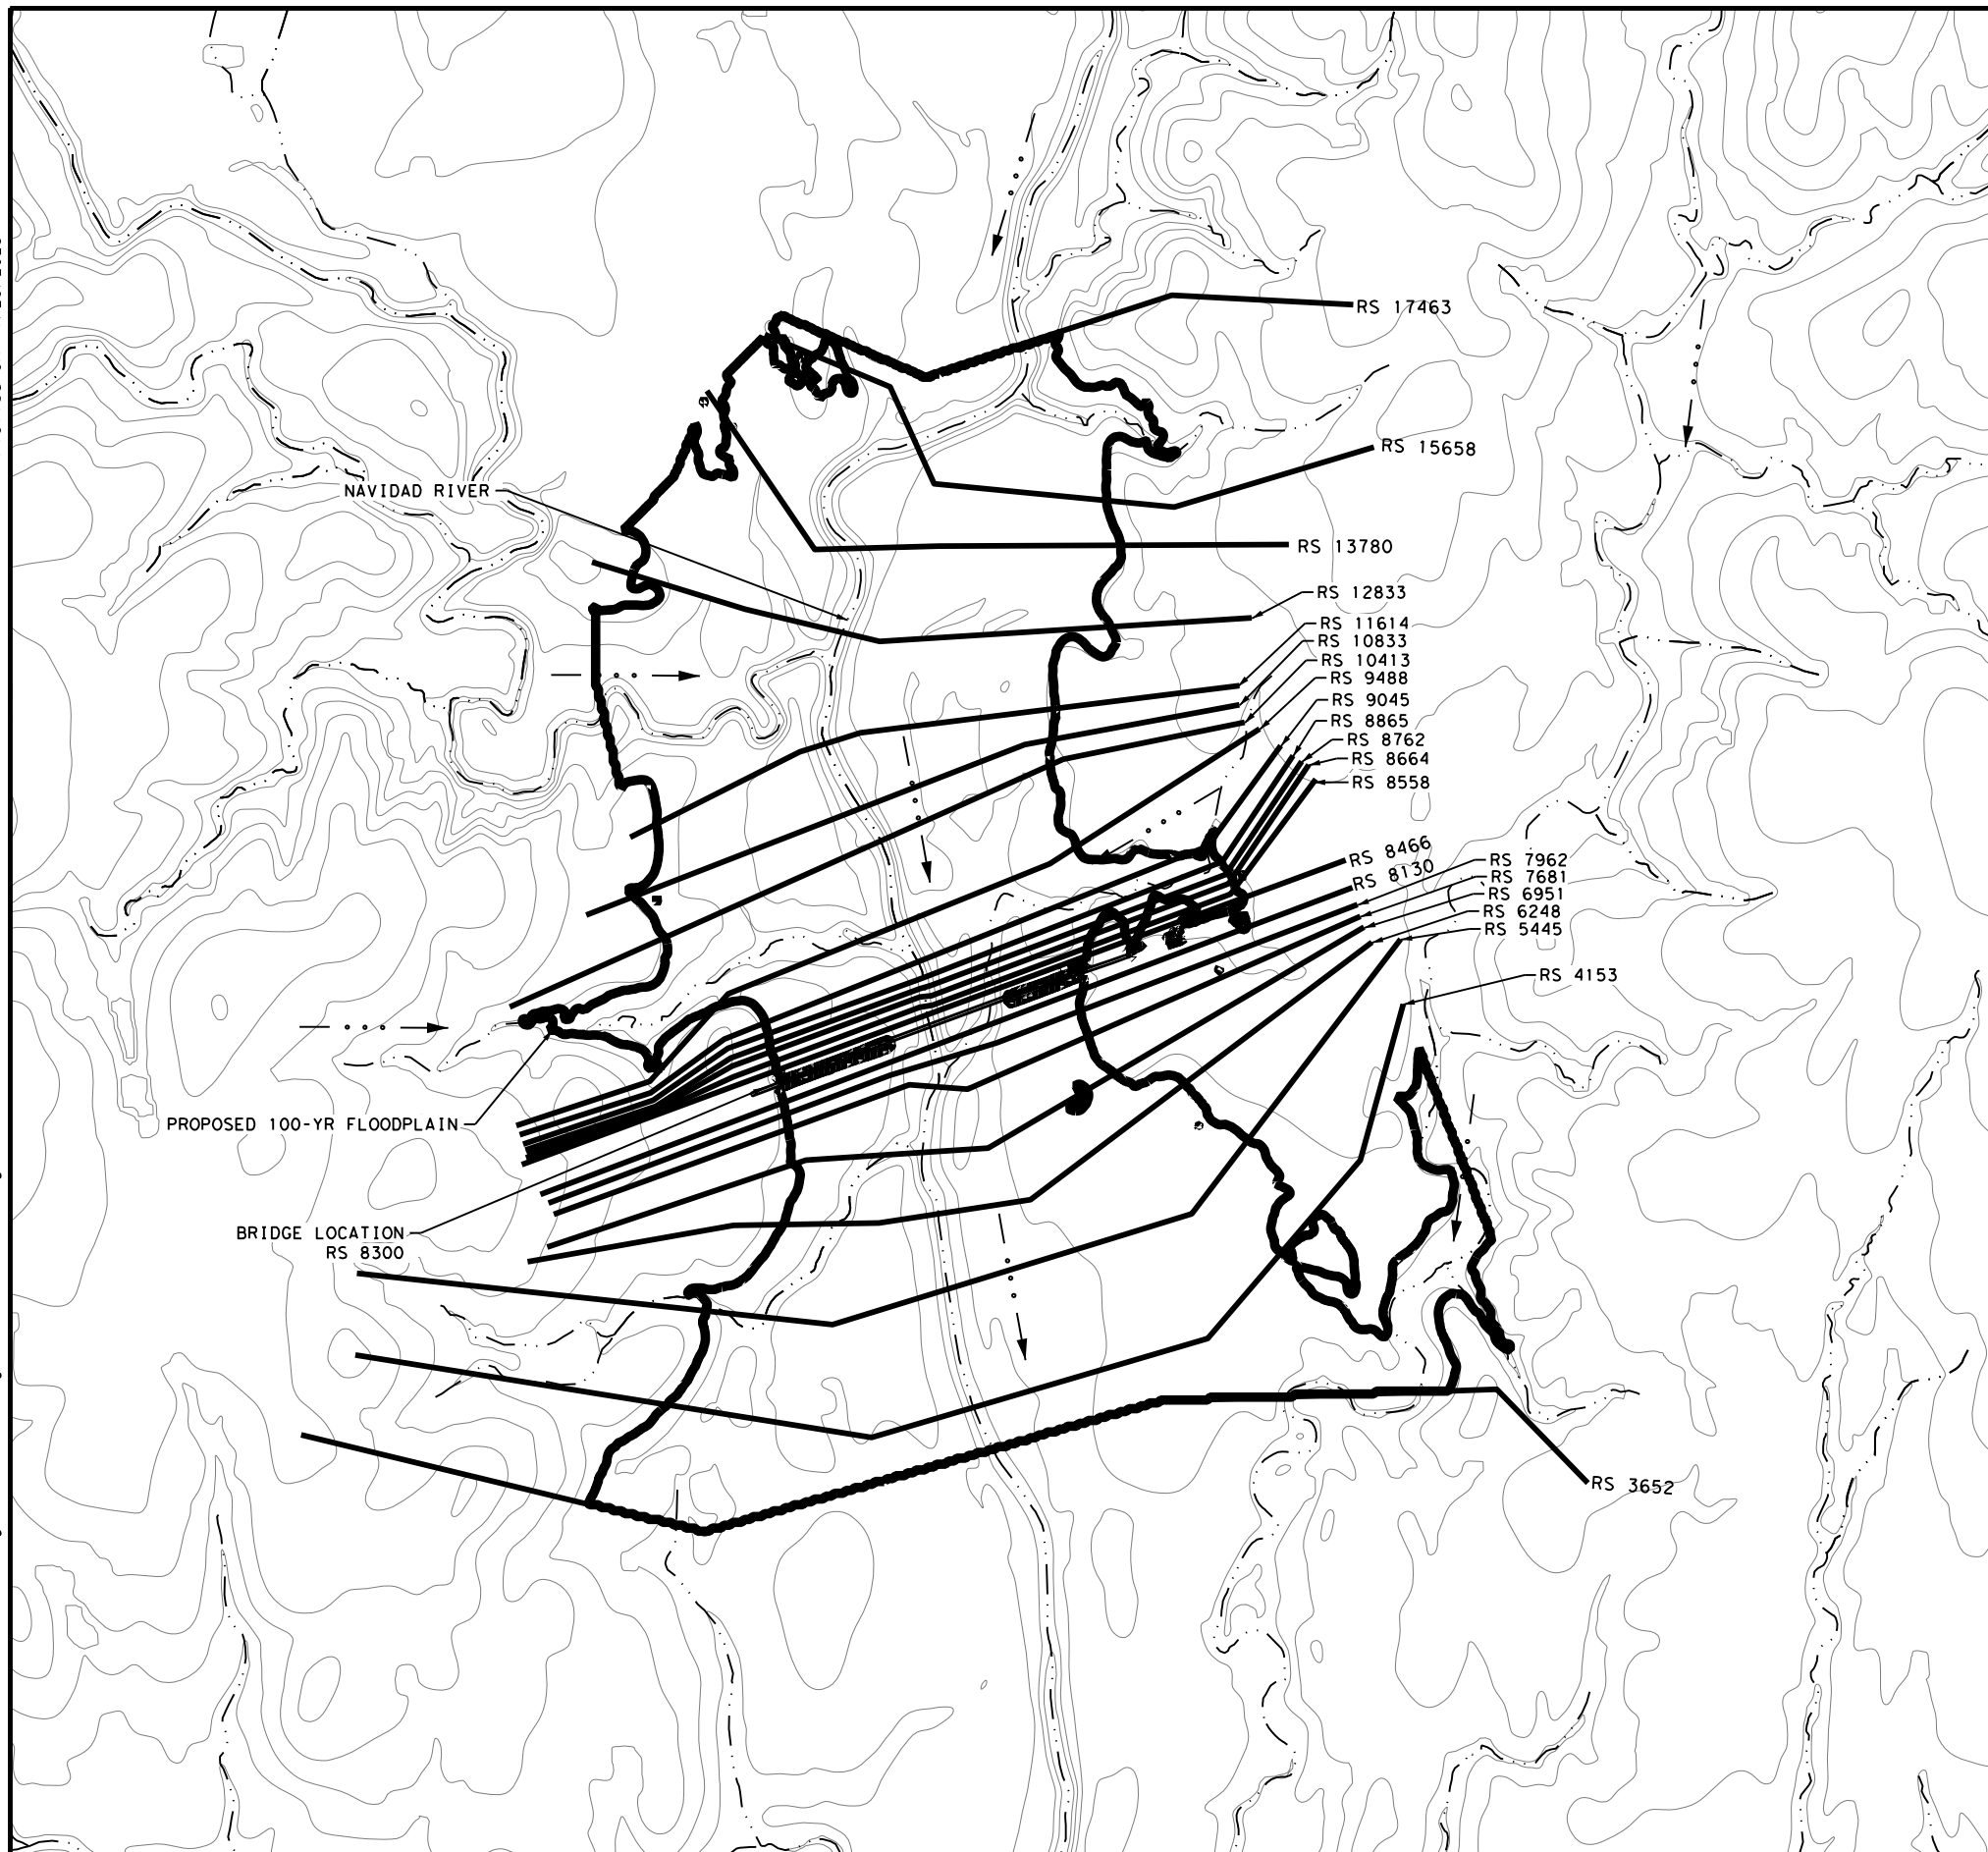 RS 17463
RS 15658
NAVIDAD RIVER
RS 13780
RS 12833
RS 11614
RS 10833
RS 10413
RS 9488
RS 9045
RS 8865
RS 8762
RS 8664
RS 8558
RS 8466
RS 8130
RS 7962
RS 7681
RS 6951
RS 6248
RS 5445
RS 4153
PROPOSED 100-YR FLOODPLAIN
BRIDGE LOCATION
RS 8300
RS 3652